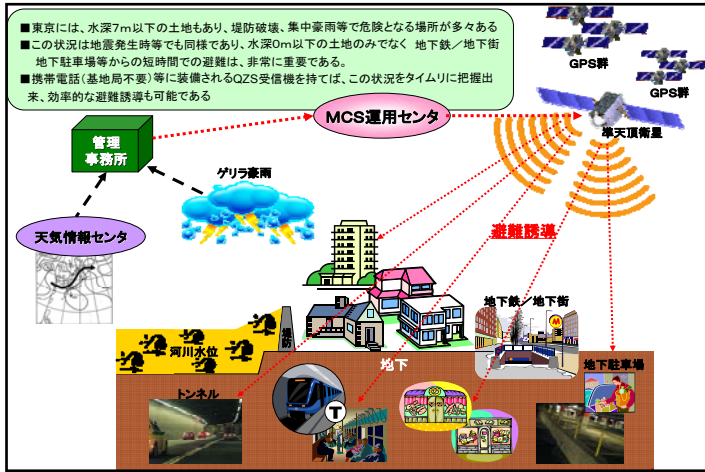 ■東京には、水深7m以下の土地もあり、堤防破壊、集中豪雨等で危険となる場所が多々ある
■この状況は地震発生時等でも同様であり、水深0m以下の土地のみでなく 地下鉄／地下街
地下駐車場等からの短時間での避難は、非常に重要である。
■携帯電話(基地局不要)等に装備されるQZS受信機を持てば、この状況をタイムリに把握出
来、効率的な避難誘導も可能である
GPS群
GPS群
準天頂衛星
MCS運用センタ
管理
事務所
ゲリラ豪雨
天気情報センタ
避難誘導
地下鉄／地下街
M
堤防
河川水位
地下
地下駐車場
トンネル
T